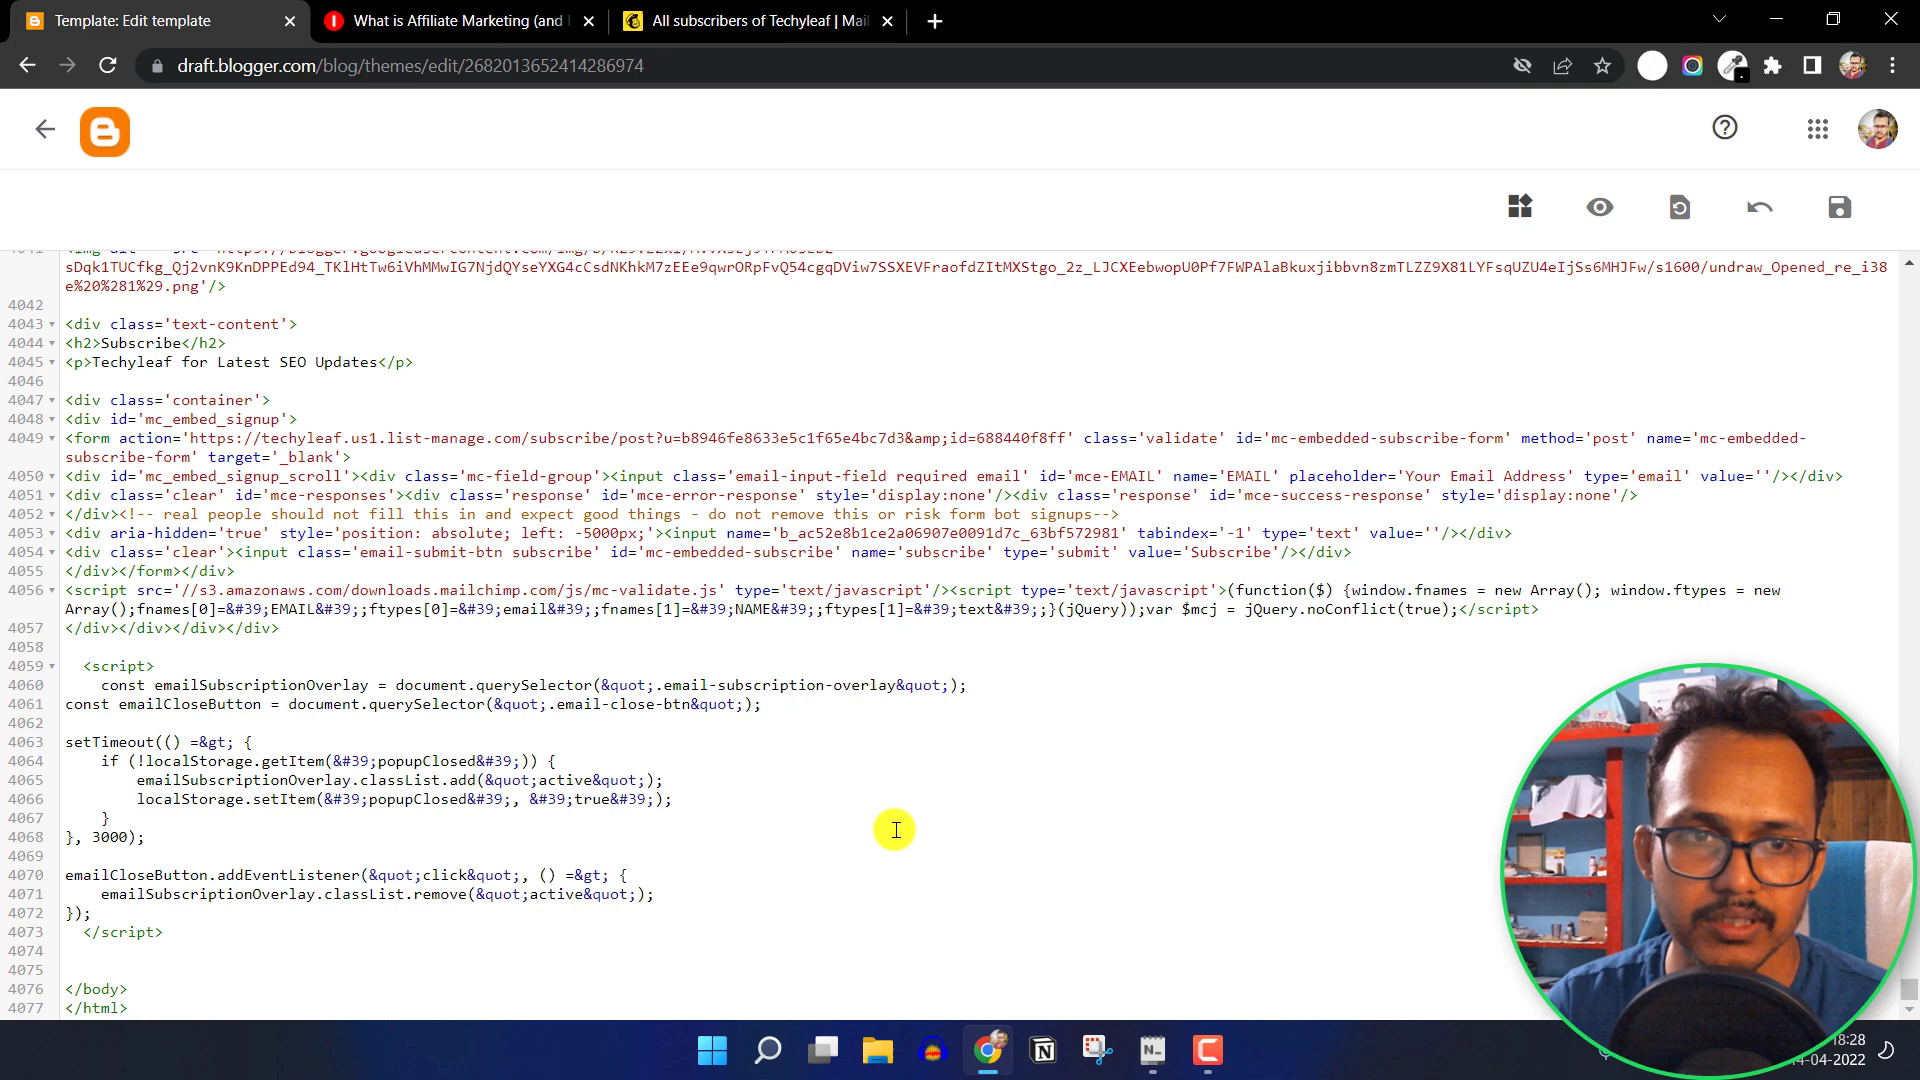 Template: Edit template
What is Affiliate Marketing (and
All subscribers of Techyleaf | Mail
draft.blogger.com/blog/themes/edit/2682013652414286974
sDqk1TUCfkg_Qj2vnK9KnDPPEd94_TKlHtTw6iVhMMwIG7NjdQYseYXG4cCsdNKhkM7zEEe9qwrORpFvQ54cgqDViw7SSXEVFraofdZItMXStgo_2z_LJCXEebwopU0Pf7FWPAlaBkuxjibbvn8zmTLZZ9X81LYFsqUZU4eIjSs6MHJFw/s1600/undraw_Opened_re_i38
e%20%281%29.png'/>
4042
4043 <div class='text-content'>
4044 <h2>Subscribe</h2>
4045 <p>Techyleaf for Latest SEO Updates</p>
4046
4047 <div class='container'>
4048 <div id='mc_embed_signup'>
4049 <form action='https://techyleaf.us1.list-manage.com/subscribe/post?u=b8946fe8633e5c1f65e4bc7d3&amp;id=688440f8ff' class='validate' id='mc-embedded-subscribe-form' method='post' name='mc-embedded-
subscribe-form' target='_blank'>
4050 <div id='mc_embed_signup_scroll'><div class='mc-field-group'><input class='email-input-field required email' id='mce-EMAIL' name='EMAIL' placeholder='Your Email Address' type='email' value=''/></div>
4051 <div class='clear' id='mce-responses'><div class='response' id='mce-error-response' style='display:none'/><div class='response' id='mce-success-response' style='display:none'/>
4052 </div><!-- real people should not fill this in and expect good things - do not remove this or risk form bot signups-->
4053 <div aria-hidden='true' style='position: absolute; left: -5000px;'><input name='b_ac52e8b1ce2a06907e0091d7c_63bf572981' tabindex='-1' type='text' value=''/></div>
4054 <div class='clear'><input class='email-submit-btn subscribe' id='mc-embedded-subscribe' name='subscribe' type='submit' value='Subscribe'/></div>
4055 </div></form></div>
4056 <script src='//s3.amazonaws.com/downloads.mailchimp.com/js/mc-validate.js' type='text/javascript'/><script type='text/javascript'>(function($) {window.fnames = new Array(); window.ftypes = new
Array();fnames[0]=&#39;EMAIL&#39;;ftypes[0]=&#39;email&#39;;fnames[1]=&#39;NAME&#39;;ftypes[1]=&#39;text&#39;;}(jQuery));var $mcj = jQuery.noConflict(true);</script>
4057 </div></div></div></div>
4058
4059 <script>
4060 const emailSubscriptionOverlay = document.querySelector(&quot;.email-subscription-overlay&quot;);
4061 const emailCloseButton = document.querySelector(&quot;.email-close-btn&quot;);
4062
4063 setTimeout(() =&gt; {
4064 if (!localStorage.getItem(&#39;popupClosed&#39;)) {
4065 emailSubscriptionOverlay.classList.add(&quot;active&quot;);
4066 localStorage.setItem(&#39;popupClosed&#39;, &#39;true&#39;);
4067 }
4068 }, 3000);
4069
4070 emailCloseButton.addEventListener(&quot;click&quot;, () =&gt; {
4071 emailSubscriptionOverlay.classList.remove(&quot;active&quot;);
4072 });
4073 </script>
4074
4075
4076 </body>
4077 </html>
18:28
-04-2022